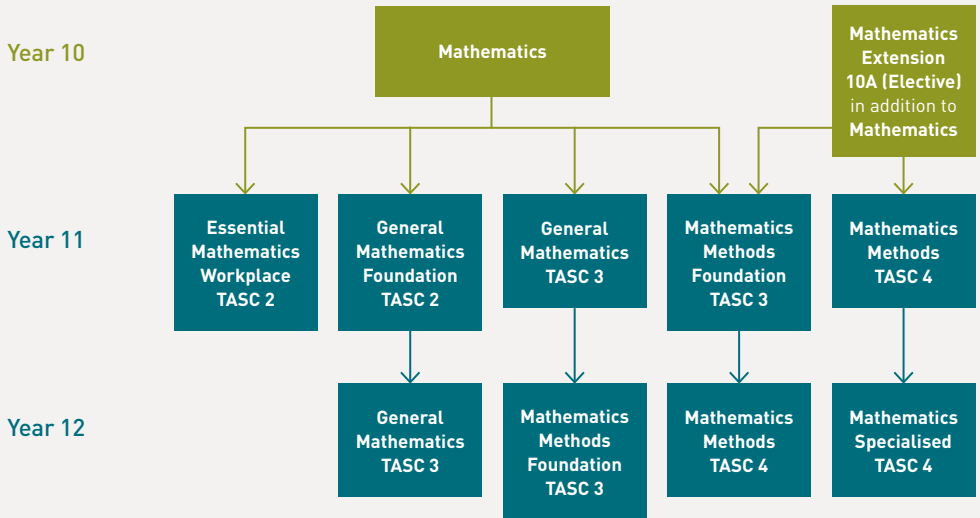 Year 10
Mathematics
Mathematics
Extension
10A (Elective)
in addition to
Mathematics
Year 11
Essential
Mathematics
Workplace
TASC 2
General
Mathematics
Foundation
TASC 2
General
Mathematics
TASC 3
Mathematics
Methods
Foundation
TASC 3
Mathematics
Methods
TASC 4
Year 12
General
Mathematics
TASC 3
Mathematics
Methods
Foundation
TASC 3
Mathematics
Methods
TASC 4
Mathematics
Specialised
TASC 4